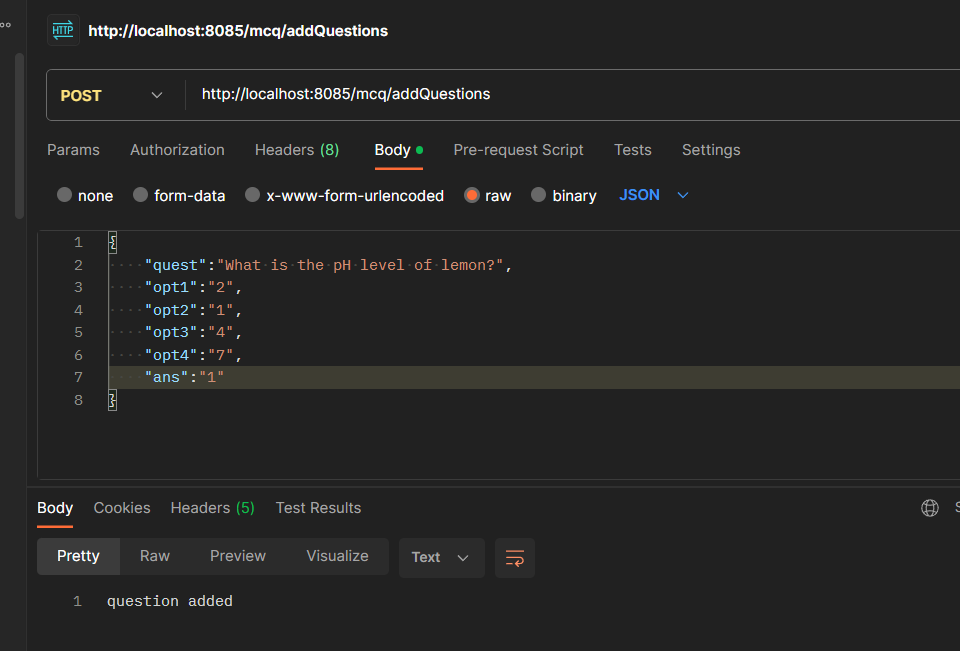 HTTP http://localhost:8085/mcq/addQuestions
POST http://localhost:8085/mcq/addQuestions
Params Authorization Headers (8) Body Pre-request Script Tests Settings
none form-data x-www-form-urlencoded raw binary JSON
1 {
2 "quest":"What is the pH level of lemon?",
3 "opt1":"2",
4 "opt2":"1",
5 "opt3":"4",
6 "opt4":"7",
7 "ans":"1"
8 }
Body Cookies Headers (5) Test Results
Pretty Raw Preview Visualize Text
1 question added